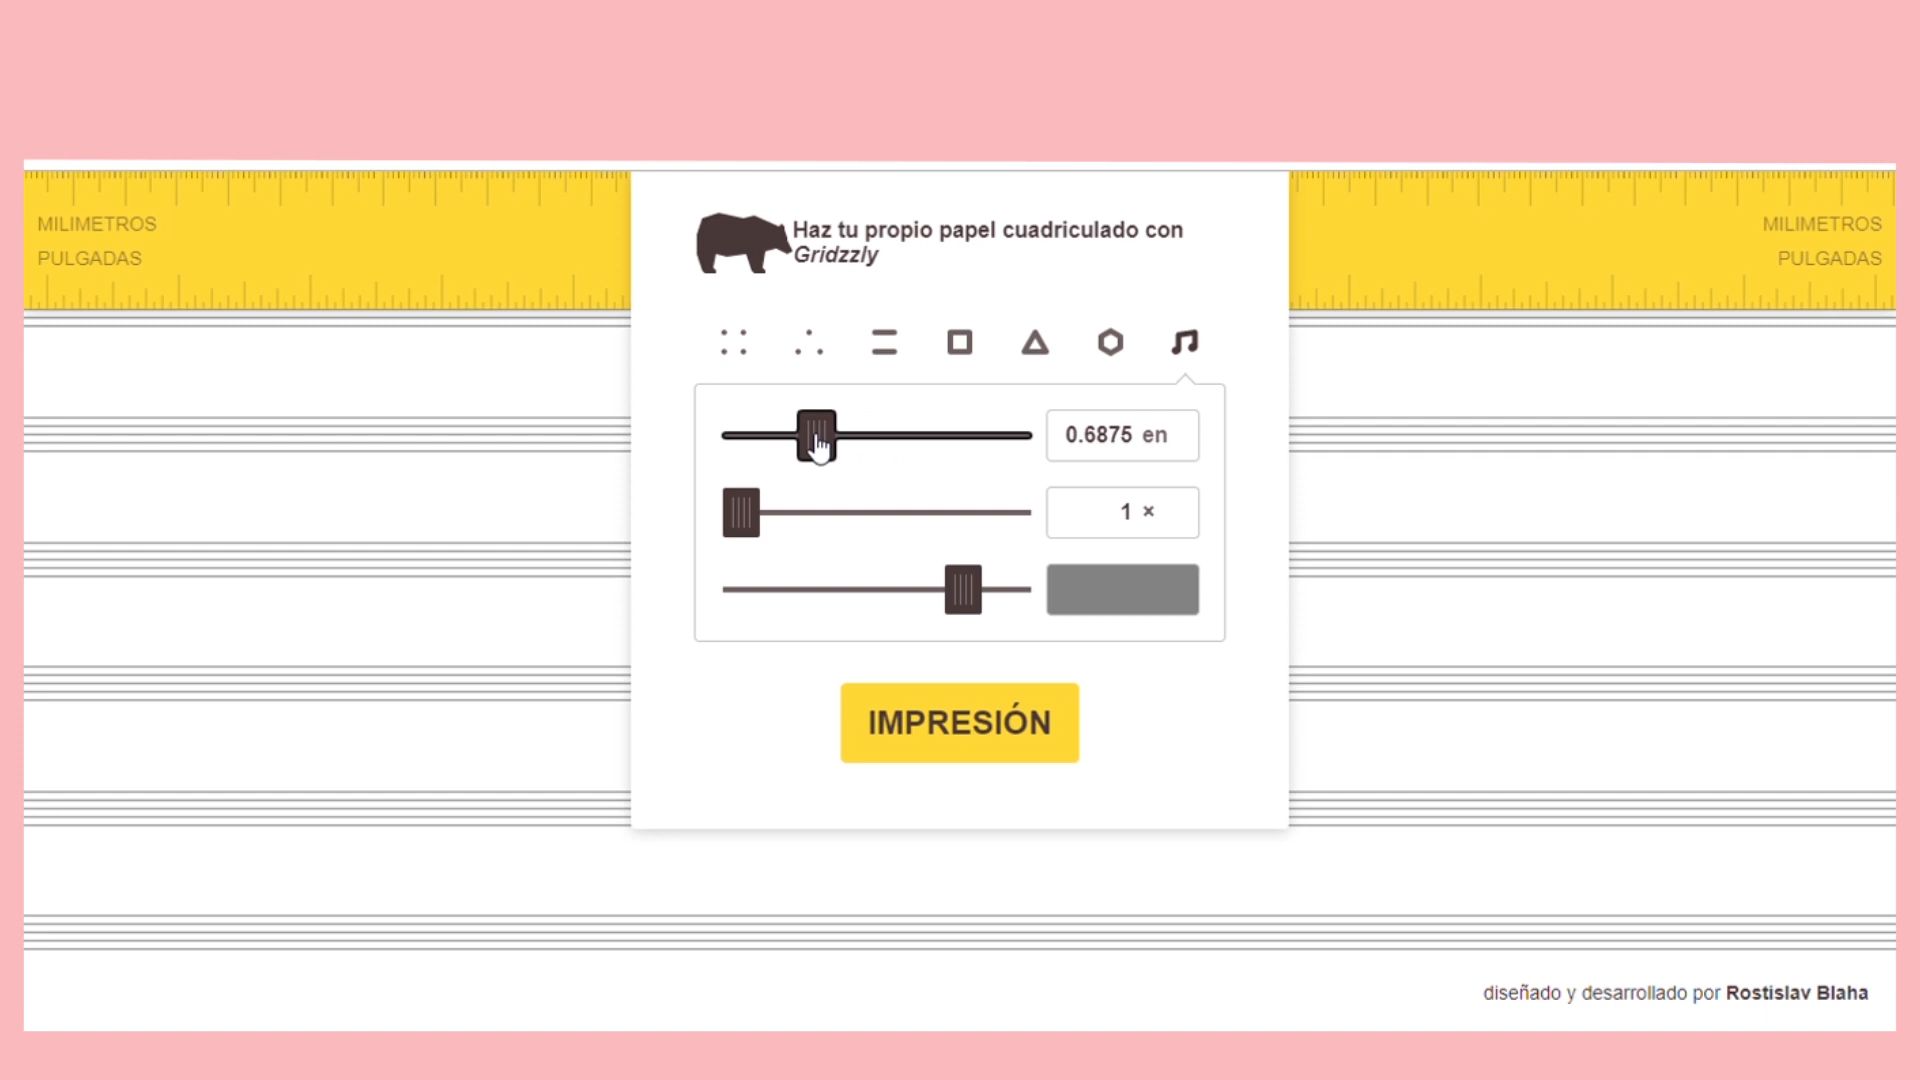 MILIMETROS
PULGADAS
Haz tu propio papel cuadriculado con
Gridzzly
MILIMETROS
PULGADAS
0.6875 en
1 ×
IMPRESIÓN
diseñado y desarrollado por Rostislav Blaha